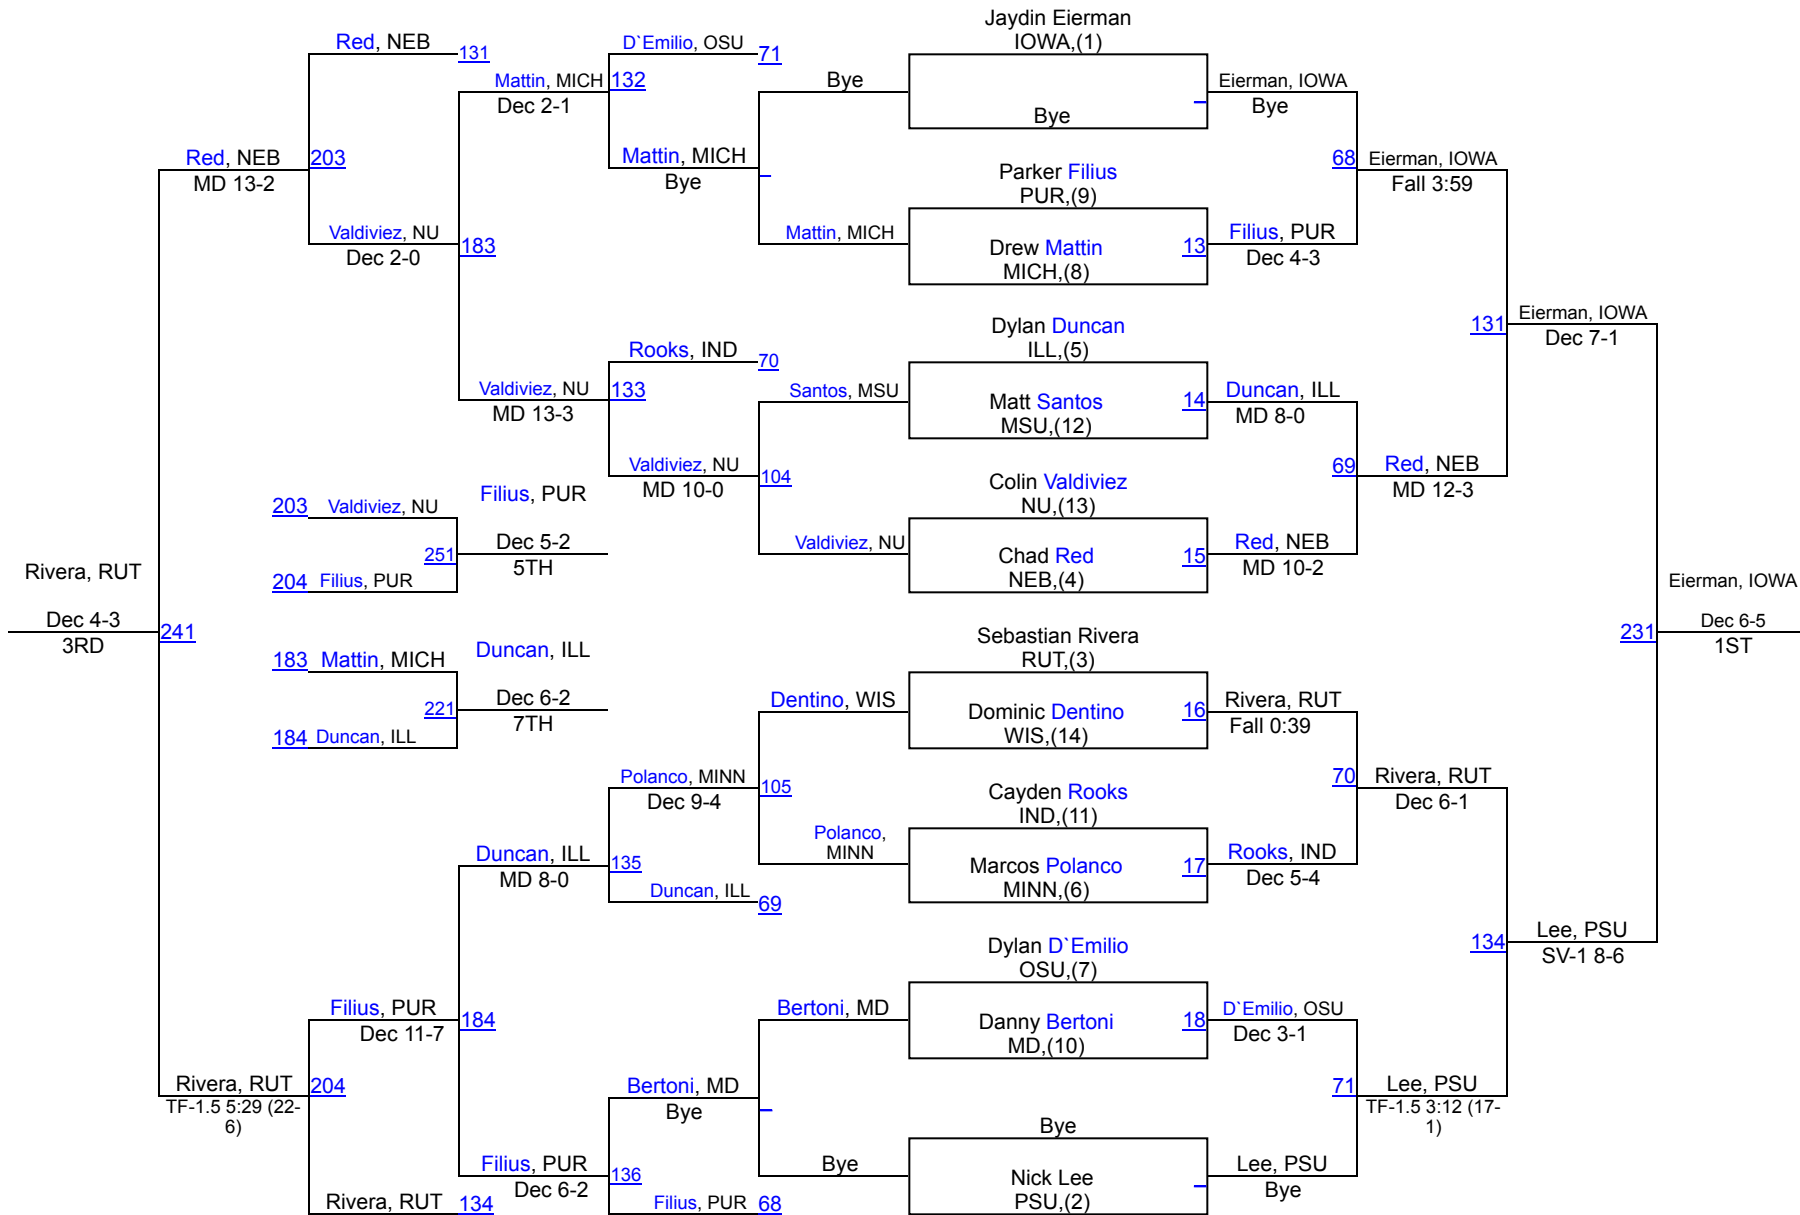 Jaydin Eierman
IOWA,(1)
Bye
Parker Filius
PUR,(9)
Drew Mattin
MICH,(8)
Dylan Duncan
ILL,(5)
Matt Santos
MSU,(12)
Colin Valdiviez
NU,(13)
Chad Red
NEB,(4)
Sebastian Rivera
RUT,(3)
Dominic Dentino
WIS,(14)
Cayden Rooks
IND,(11)
Marcos Polanco
MINN,(6)
Dylan D`Emilio
OSU,(7)
Danny Bertoni
MD,(10)
Bye
Nick Lee
PSU,(2)
Eierman, IOWA
Bye
13
Filius, PUR
Dec 4-3
14
Duncan, ILL
MD 8-0
15
Red, NEB
MD 10-2
16
Rivera, RUT
Fall 0:39
17
Rooks, IND
Dec 5-4
18
D`Emilio, OSU
Dec 3-1
Lee, PSU
Bye
68
Eierman, IOWA
Fall 3:59
69
Red, NEB
MD 12-3
70
Rivera, RUT
Dec 6-1
71
Lee, PSU
TF-1.5 3:12 (17-
1)
131
Eierman, IOWA
Dec 7-1
134
Lee, PSU
SV-1 8-6
231
Eierman, IOWA
Dec 6-5
1ST
Bye
Mattin, MICH
Santos, MSU
Valdiviez, NU
Dentino, WIS
Polanco,
MINN
Bertoni, MD
Bye
D`Emilio, OSU
71
Mattin, MICH
Bye
Rooks, IND
70
Valdiviez, NU
MD 10-0
104
Polanco, MINN
Dec 9-4
105
Duncan, ILL
69
Bertoni, MD
Bye
Filius, PUR
68
Mattin, MICH
Dec 2-1
132
Valdiviez, NU
MD 13-3
133
Duncan, ILL
MD 8-0
135
Filius, PUR
Dec 6-2
136
Red, NEB
131
Valdiviez, NU
Dec 2-0
183
Filius, PUR
Dec 11-7
184
Rivera, RUT
134
Red, NEB
MD 13-2
203
Rivera, RUT
TF-1.5 5:29 (22-
6)
204
Rivera, RUT
Dec 4-3
3RD
241
203
Valdiviez, NU
204
Filius, PUR
251
Filius, PUR
Dec 5-2
5TH
183
Mattin, MICH
184
Duncan, ILL
221
Duncan, ILL
Dec 6-2
7TH